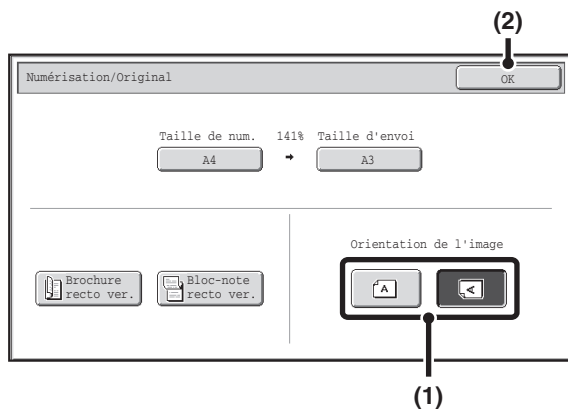 (2)
Numérisation/Original
OK
Taille de num. 141% Taille d'envoi
A4 → A3
Orientation de l'image
Brochure
recto ver.
Bloc-note
recto ver.
A A
(1)